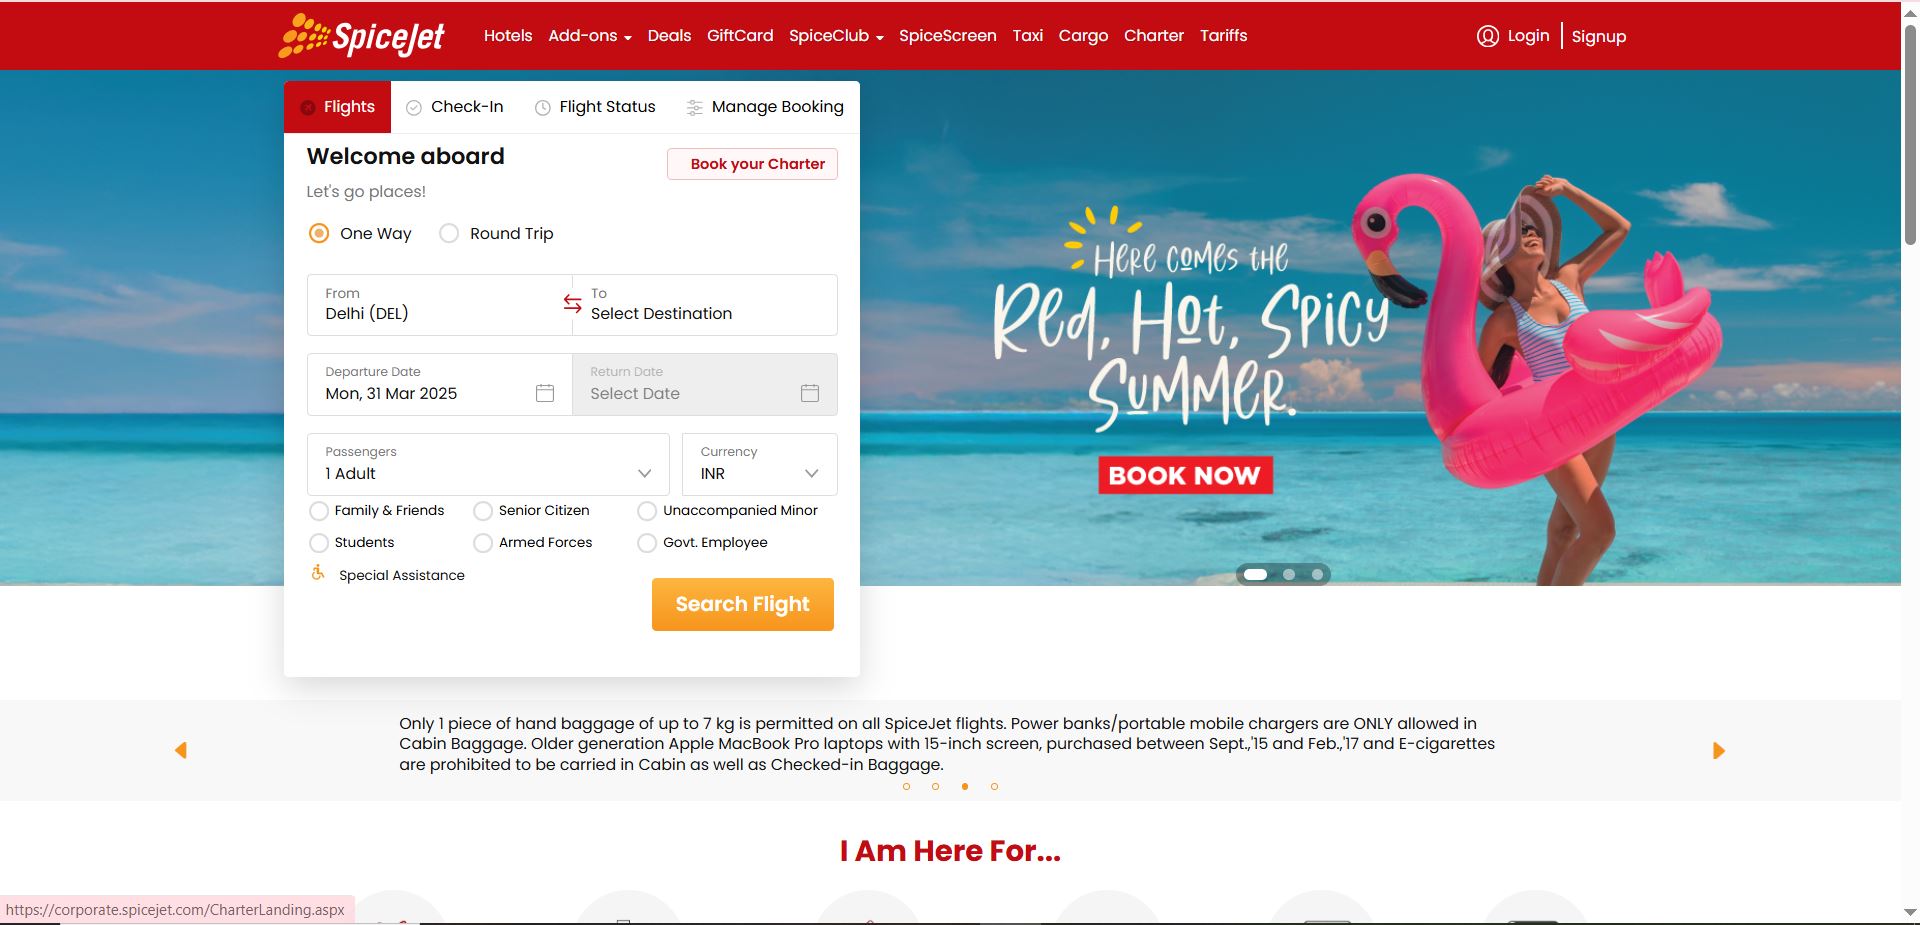 SpiceJet
Hotels Add-ons Deals GiftCard SpiceClub SpiceScreen Taxi Cargo Charter Tariffs
Login Signup
Flights Check-In Flight Status Manage Booking
Welcome aboard
Book your Charter
Let's go places!
One Way Round Trip
From
Delhi (DEL)
To
Select Destination
Departure Date
Mon, 31 Mar 2025
Return Date
Select Date
Passengers
1 Adult
Currency
INR
Family & Friends Senior Citizen Unaccompanied Minor
Students Armed Forces Govt. Employee
Special Assistance
Search Flight
HERE COMES THE
Red, Hot, Spicy
Summer.
BOOK NOW
Only 1 piece of hand baggage of up to 7 kg is permitted on all SpiceJet flights. Power banks/portable mobile chargers are ONLY allowed in
Cabin Baggage. Older generation Apple MacBook Pro laptops with 15-inch screen, purchased between Sept.,'15 and Feb.,'17 and E-cigarettes
are prohibited to be carried in Cabin as well as Checked-in Baggage.
I Am Here For...
https://corporate.spicejet.com/CharterLanding.aspx